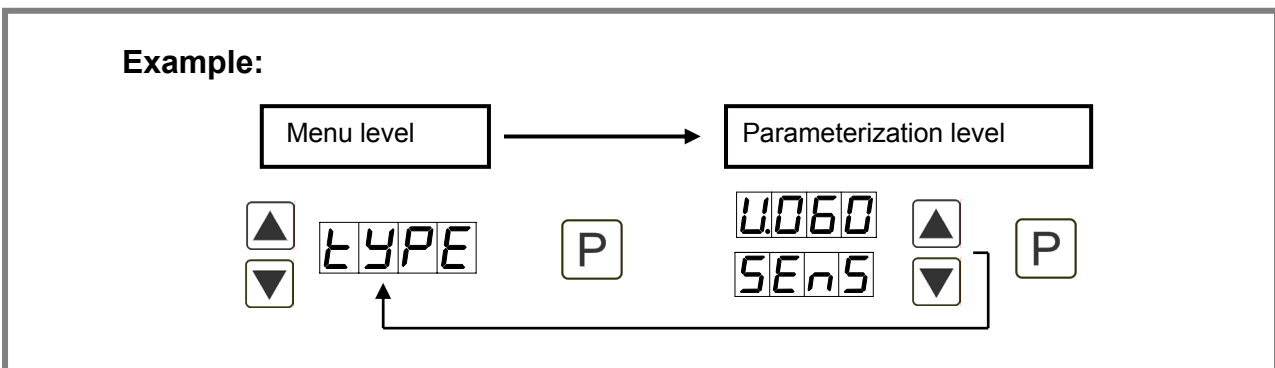 Example:
Menu level
Parameterization level
tYPE
P
U.060
SEnS
P